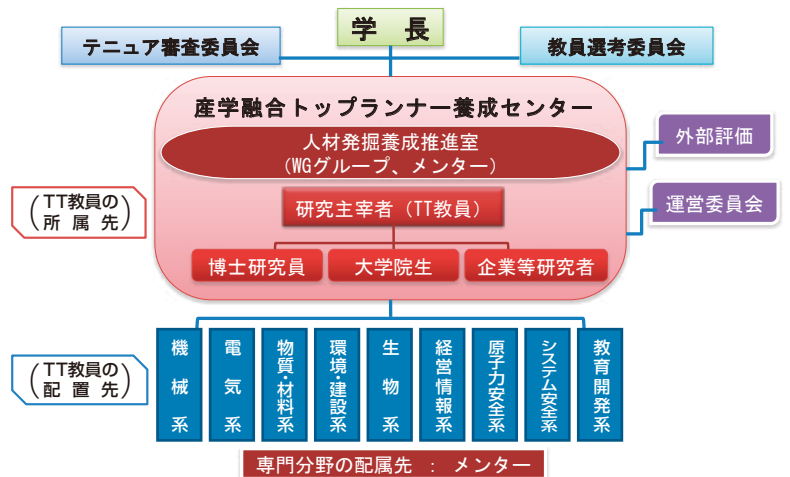 学 長
テニュア審査委員会
教員選考委員会
産学融合トップランナー養成センター
人材発掘養成推進室
(WGグループ、メンター)
外部評価
(TT教員の
所 属 先)
研究主宰者(TT教員)
運営委員会
博士研究員
大学院生
企業等研究者
(TT教員の
配 置 先)
機械系
電気系
物質・材料系
環境・建設系
生物系
経営情報系
原子力安全系
システム安全系
教育開発系
専門分野の配属先 : メンター